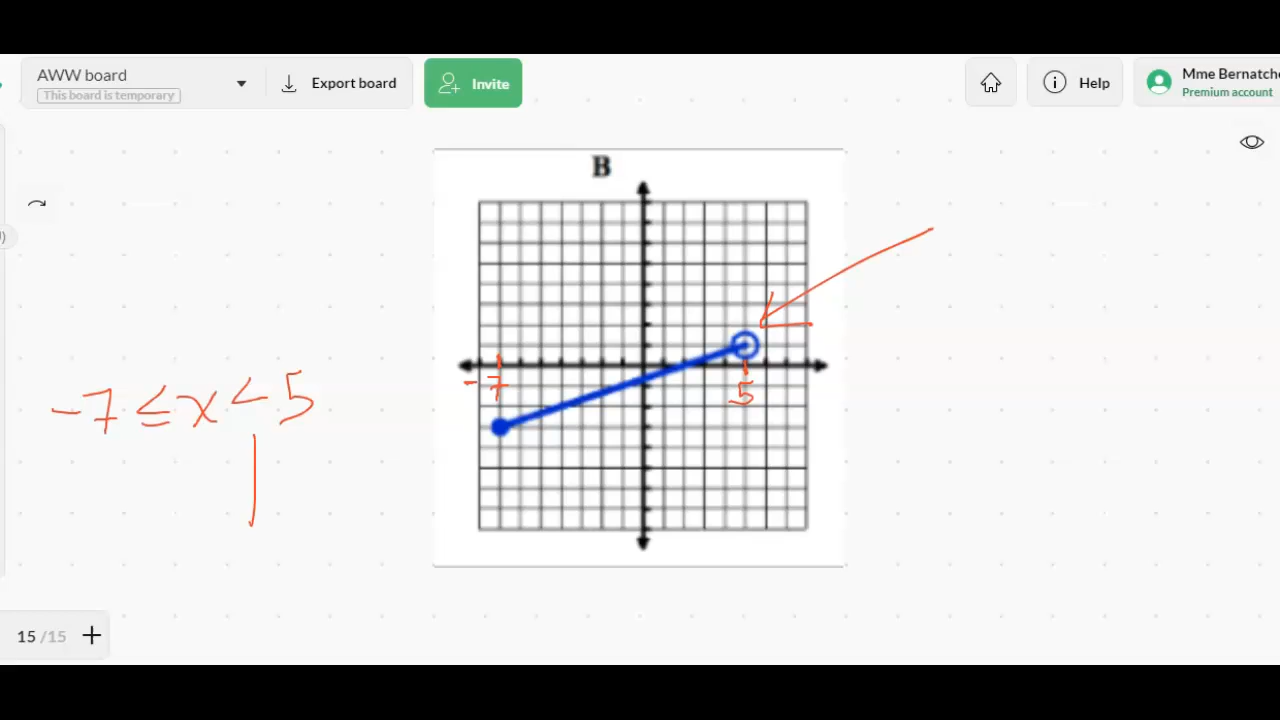 AWW board
This board is temporary
Export board
Invite
Help
Mme Bernatche
Premium account
B
-7
5
-7 ≤ x < 5
15 /15 +